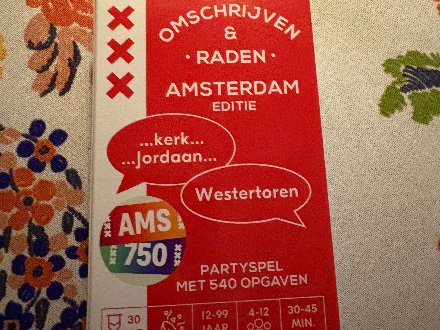 OMSCHRIJVEN
&
· RADEN ·
AMSTERDAM
EDITIE
...kerk...
...Jordaan...
Westertoren
AMS
750
PARTYSPEL
MET 540 OPGAVEN
30
12-99
JAAR
4-12
30-45
MIN.